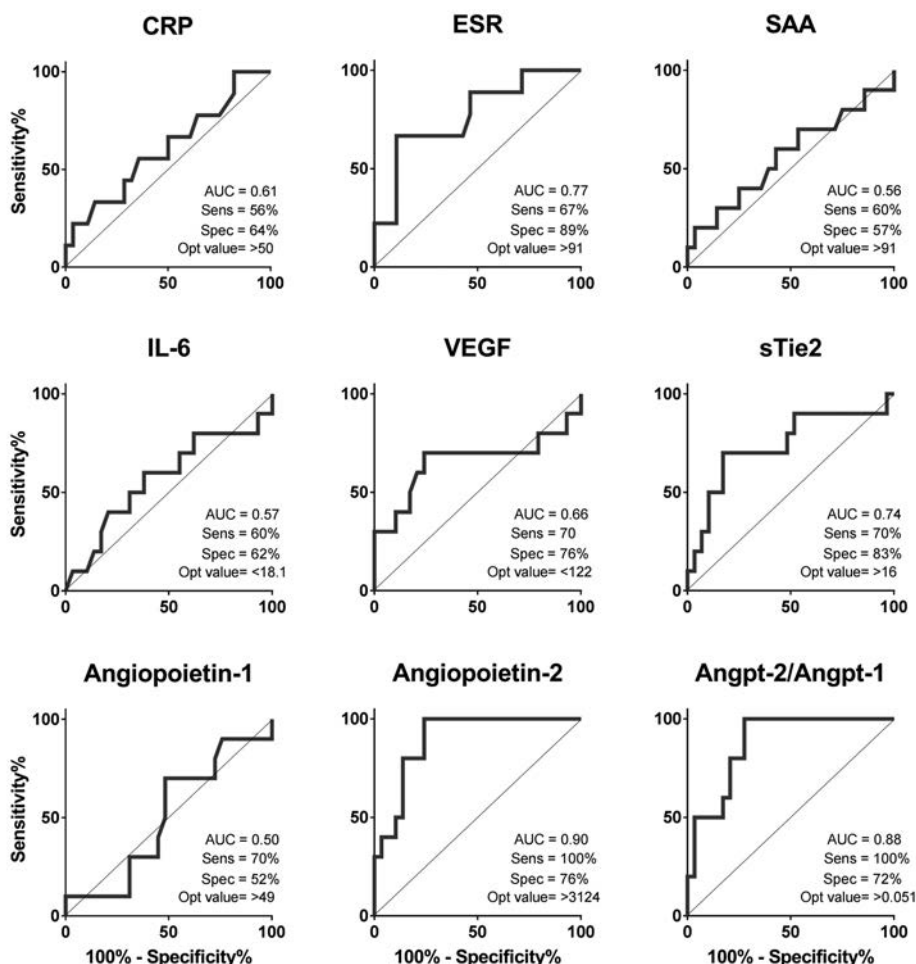 CRP
ESR
SAA
Sensitivity%
100
50
0
0
50
100
AUC = 0.61
Sens = 56%
Spec = 64%
Opt value= >50
100
50
0
0
50
100
AUC = 0.77
Sens = 67%
Spec = 89%
Opt value= >91
100
50
0
0
50
100
AUC = 0.56
Sens = 60%
Spec = 57%
Opt value= >91
IL-6
VEGF
sTie2
Sensitivity%
100
50
0
0
50
100
AUC = 0.57
Sens = 60%
Spec = 62%
Opt value= <18.1
100
50
0
0
50
100
AUC = 0.66
Sens = 70
Spec = 76%
Opt value= <122
100
50
0
0
50
100
AUC = 0.74
Sens = 70%
Spec = 83%
Opt value= >16
Angiopoietin-1
Angiopoietin-2
Angpt-2/Angpt-1
Sensitivity%
100
50
0
0
50
100
AUC = 0.50
Sens = 70%
Spec = 52%
Opt value= >49
100% - Specificity%
100
50
0
0
50
100
AUC = 0.90
Sens = 100%
Spec = 76%
Opt value= >3124
100% - Specificity%
100
50
0
0
50
100
AUC = 0.88
Sens = 100%
Spec = 72%
Opt value= >0.051
100% - Specificity%